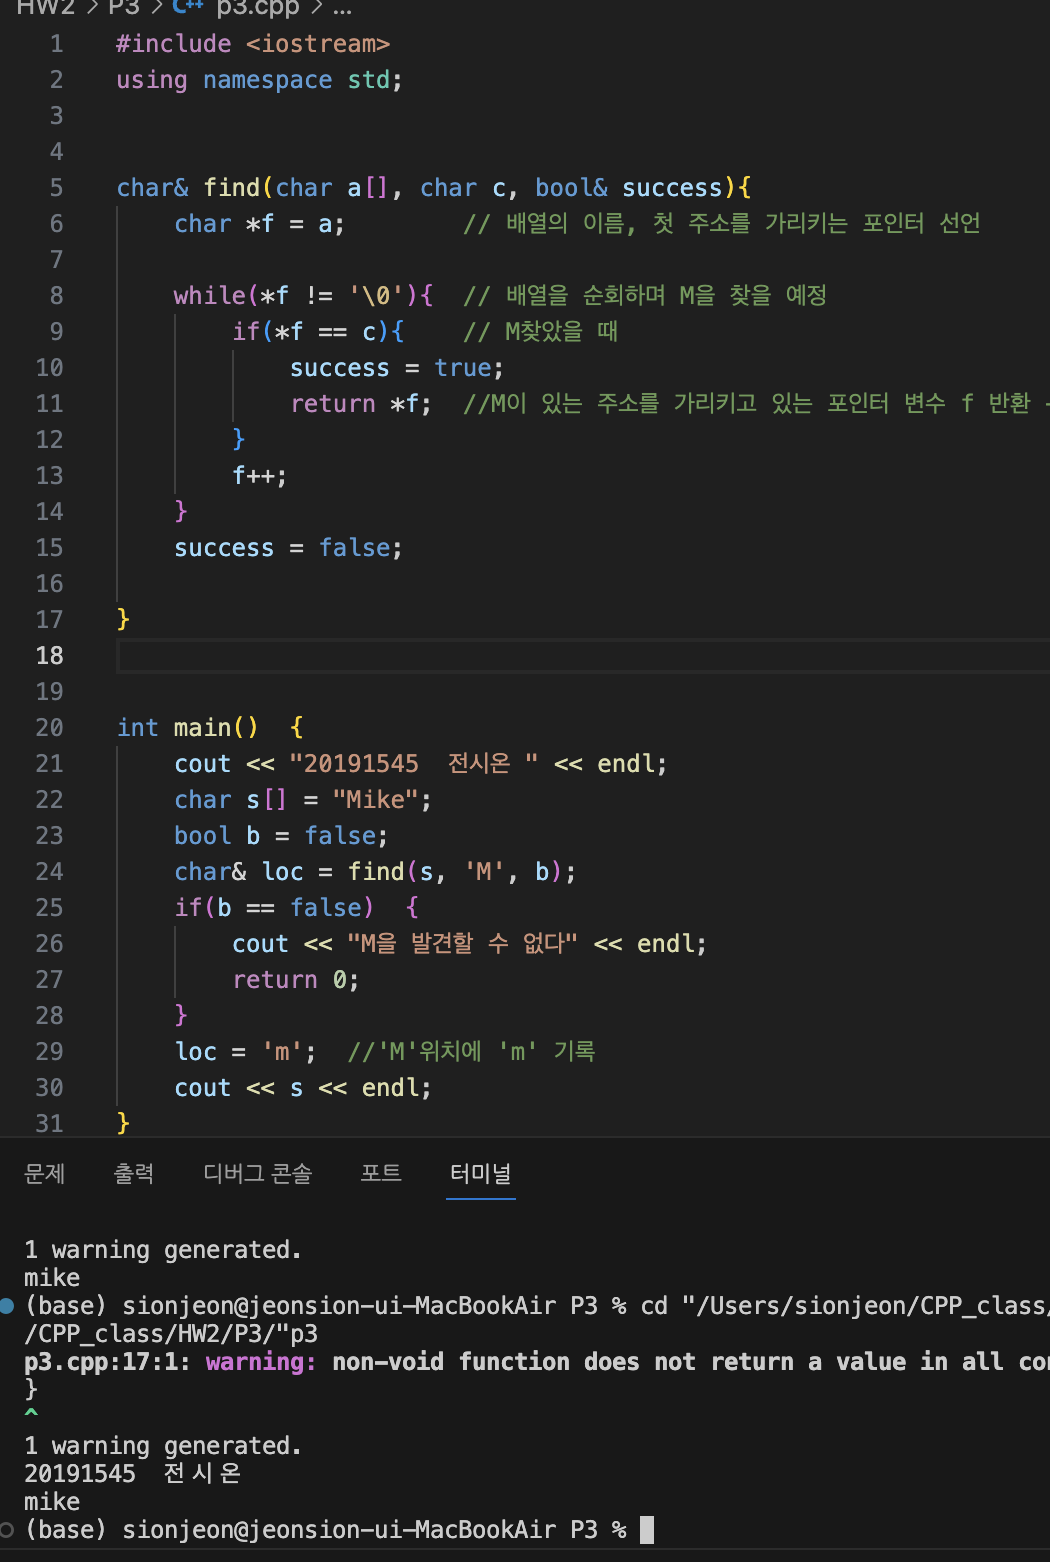 HW2 > P3 > C++ p3.cpp > ...
1 #include <iostream>
2 using namespace std;
3
4
5 char& find(char a[], char c, bool& success){
6     char *f = a;        // 배열의 이름, 첫 주소를 가리키는 포인터 선언
7
8     while(*f != '\0'){  // 배열을 순회하며 M을 찾을 예정
9         if(*f == c){    // M찾았을 때
10             success = true;
11             return *f;  //M이 있는 주소를 가리키고 있는 포인터 변수 f 반환
12         }
13         f++;
14     }
15     success = false;
16
17 }
18
19
20 int main()  {
21     cout << "20191545  전시온 " << endl;
22     char s[] = "Mike";
23     bool b = false;
24     char& loc = find(s, 'M', b);
25     if(b == false)  {
26         cout << "M을 발견할 수 없다" << endl;
27         return 0;
28     }
29     loc = 'm';  //'M'위치에 'm' 기록
30     cout << s << endl;
31 }
문제 출력 디버그 콘솔 포트 터미널
1 warning generated.
mike
(base) sionjeon@jeonsion-ui-MacBookAir P3 % cd "/Users/sionjeon/CPP_class/
/CPP_class/HW2/P3/"p3
p3.cpp:17:1: warning: non-void function does not return a value in all
}
^
1 warning generated.
20191545  전시온
mike
(base) sionjeon@jeonsion-ui-MacBookAir P3 %